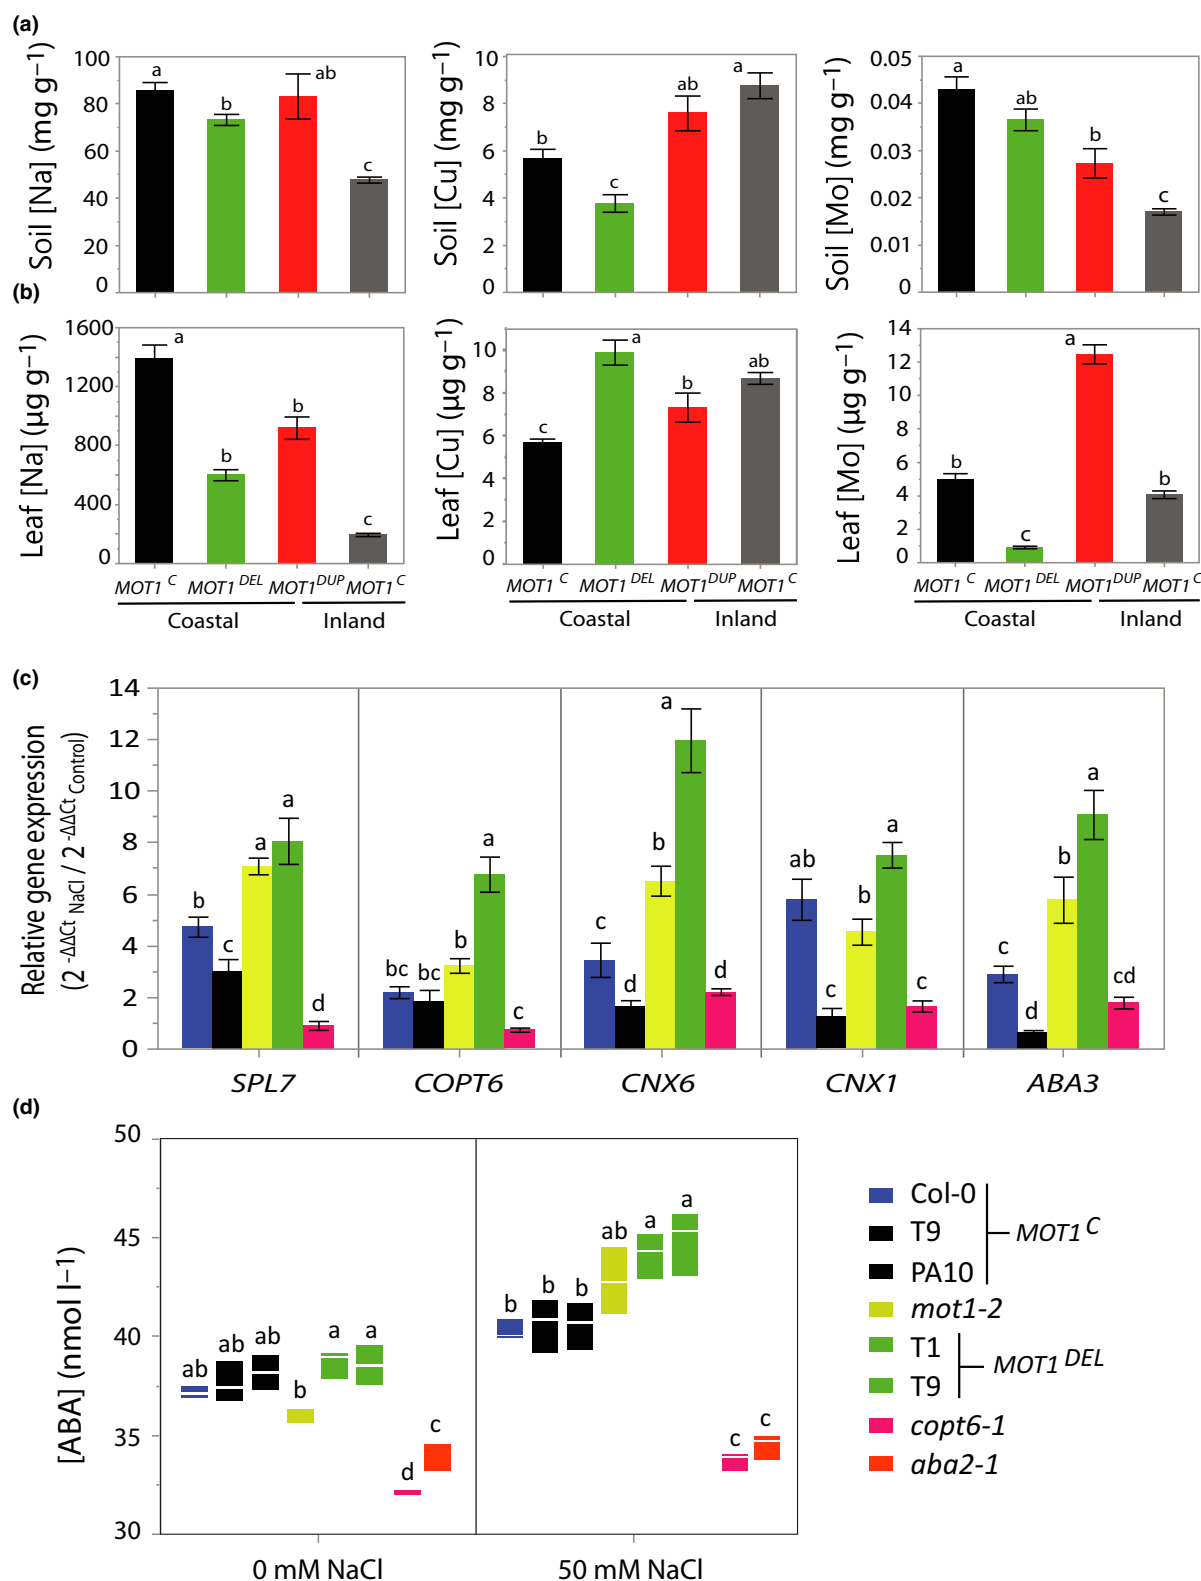 (a)
Soil [Na] (mg g⁻¹)
100
80
60
40
20
0
a
b
ab
c
Soil [Cu] (mg g⁻¹)
10
8
6
4
2
0
b
c
ab
a
Soil [Mo] (mg g⁻¹)
0.05
0.04
0.03
0.02
0.01
0
a
ab
b
c
(b)
Leaf [Na] (µg g⁻¹)
1600
1200
800
400
0
a
b
b
c
MOT1 C MOT1 DEL MOT1 DUP MOT1 C
Coastal Inland
Leaf [Cu] (µg g⁻¹)
10
8
6
4
2
0
c
a
b
ab
MOT1 C MOT1 DEL MOT1 DUP MOT1 C
Coastal Inland
Leaf [Mo] (µg g⁻¹)
14
12
10
8
6
4
2
0
b
c
a
b
MOT1 C MOT1 DEL MOT1 DUP MOT1 C
Coastal Inland
(c)
Relative gene expression
(2 -ΔΔCt NaCl / 2 -ΔΔCt Control)
14
12
10
8
6
4
2
0
b c a a d
bc bc b a c
c d b a d
ab c b a c
c d b a cd
SPL7 COPT6 CNX6 CNX1 ABA3
(d)
[ABA] (nmol l⁻¹)
50
45
40
35
30
ab ab ab b a a d c
b b b ab a a c c
0 mM NaCl 50 mM NaCl
Col-0
T9
PA10
MOT1 C
mot1-2
T1
T9
MOT1 DEL
copt6-1
aba2-1